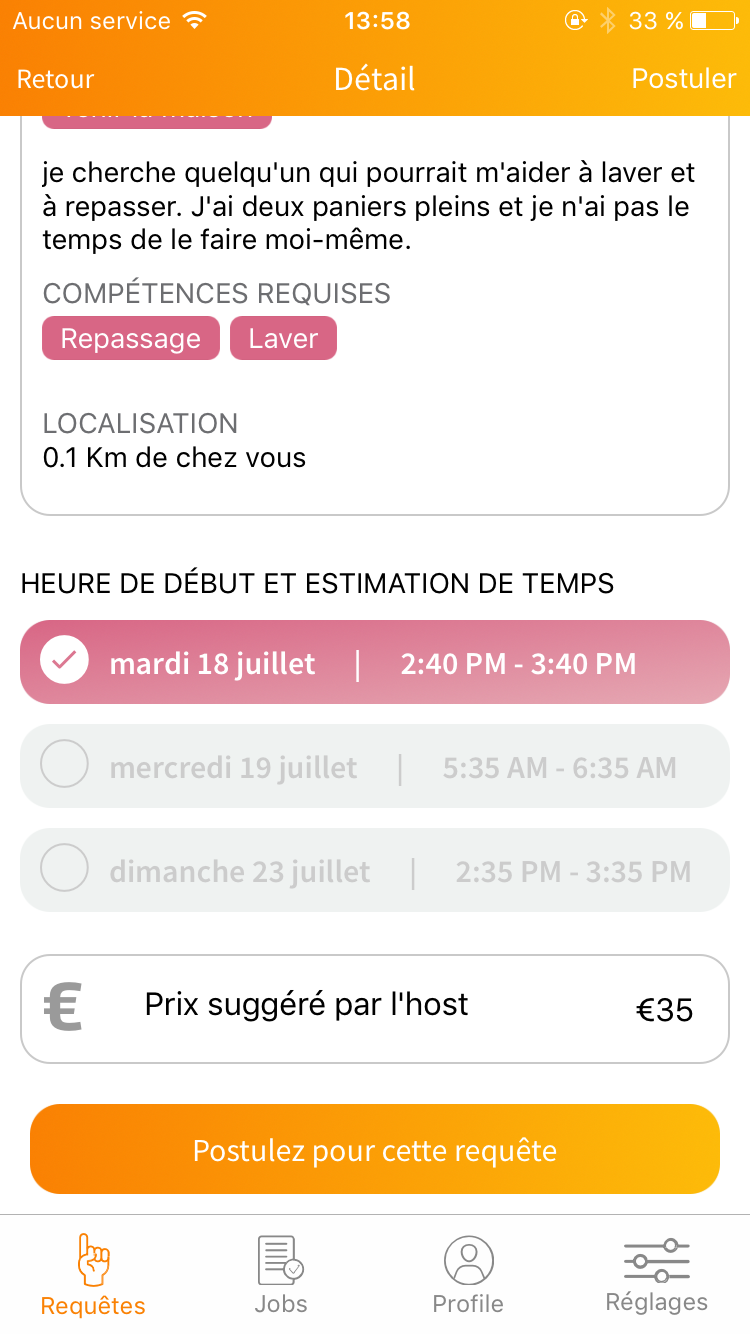 Aucun service 13:58 33 %
Retour Détail Postuler
je cherche quelqu'un qui pourrait m'aider à laver et
à repasser. J'ai deux paniers pleins et je n'ai pas le
temps de le faire moi-même.
COMPÉTENCES REQUISES
Repassage Laver
LOCALISATION
0.1 Km de chez vous
HEURE DE DÉBUT ET ESTIMATION DE TEMPS
mardi 18 juillet | 2:40 PM - 3:40 PM
mercredi 19 juillet | 5:35 AM - 6:35 AM
dimanche 23 juillet | 2:35 PM - 3:35 PM
€ Prix suggéré par l'host €35
Postulez pour cette requête
Requêtes Jobs Profile Réglages